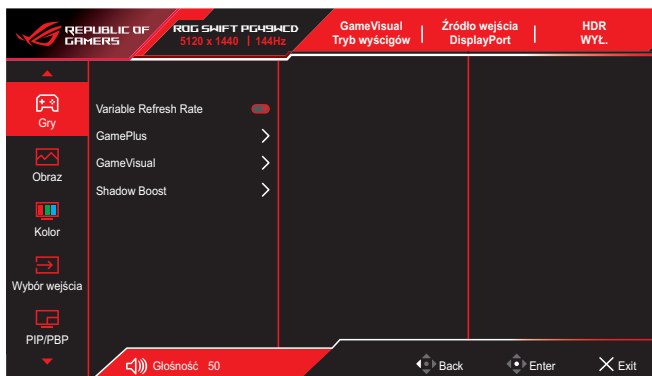 REPUBLIC OF
GAMERS
ROG SWIFT PG49WCD
5120 x 1440 | 144Hz
GameVisual
Tryb wyścigów
Źródło wejścia
DisplayPort
HDR
WYŁ.
Gry
Obraz
Kolor
Wybór wejścia
PIP/PBP
Variable Refresh Rate
GamePlus
GameVisual
Shadow Boost
Głośność 50
Back
Enter
Exit